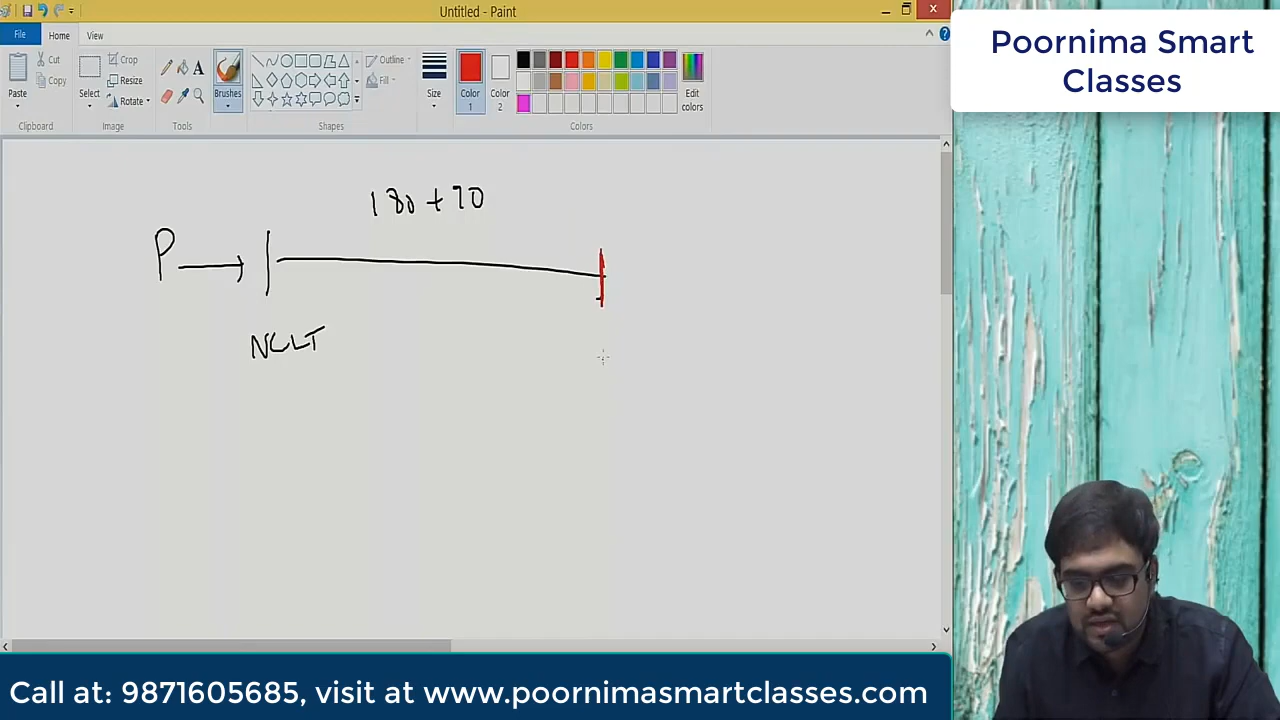 Untitled - Paint
File Home View
Paste
Cut
Copy
Clipboard
Select
Crop
Resize
Rotate
Image
A
Tools
Brushes
Outline
Fill
Shapes
Size
Color 1
Color 2
Edit colors
Colors
Poornima Smart
Classes
180 + 70
P
NCLT
Call at: 9871605685, visit at www.poornimasmartclasses.com